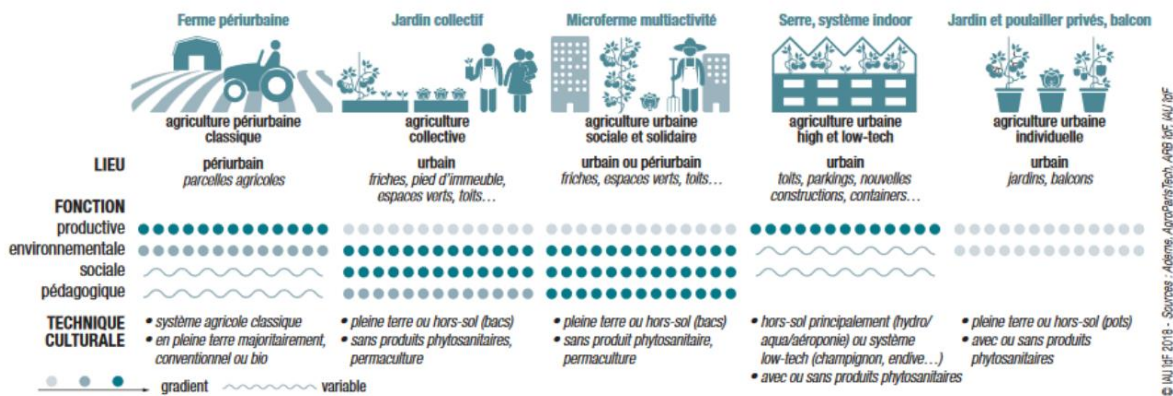 Ferme périurbaine
Jardin collectif
Microferme multiactivité
Serre, système indoor
Jardin et poulailler privés, balcon
agriculture périurbaine
classique
agriculture
collective
agriculture urbaine
sociale et solidaire
agriculture urbaine
high et low-tech
agriculture urbaine
individuelle
LIEU
périurbain
parcelles agricoles
urbain
friches, pied d'immeuble,
espaces verts, toits…
urbain ou périurbain
friches, espaces verts, toits…
urbain
toits, parkings, nouvelles
constructions, containers…
urbain
jardins, balcons
FONCTION
productive
environnementale
sociale
pédagogique
TECHNIQUE
CULTURALE
• système agricole classique
• en pleine terre majoritairement,
conventionnel ou bio
• pleine terre ou hors-sol (bacs)
• sans produits phytosanitaires,
permaculture
• pleine terre ou hors-sol (bacs)
• sans produit phytosanitaire,
permaculture
• hors-sol principalement (hydro/
aqua/aéroponie) ou système
low-tech (champignon, endive…)
• avec ou sans produits phytosanitaires
• pleine terre ou hors-sol (pots)
• avec ou sans produits
phytosanitaires
gradient
variable
© IAU îdF 2018 - Sources : Ademe, AgroParisTech, ARB îdF, IAU îdF